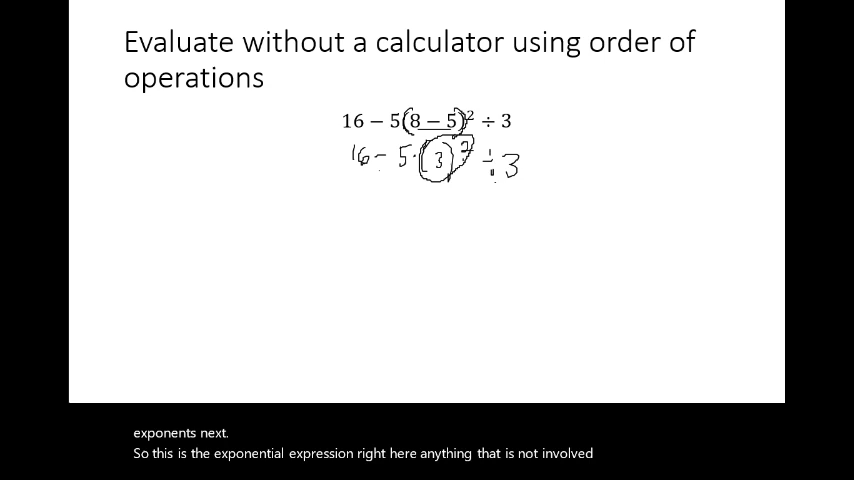 Evaluate without a calculator using order of
operations
16 − 5(8 − 5)² ÷ 3
16 − 5·(3)² ÷ 3
exponents next.
So this is the exponential expression right here anything that is not involved